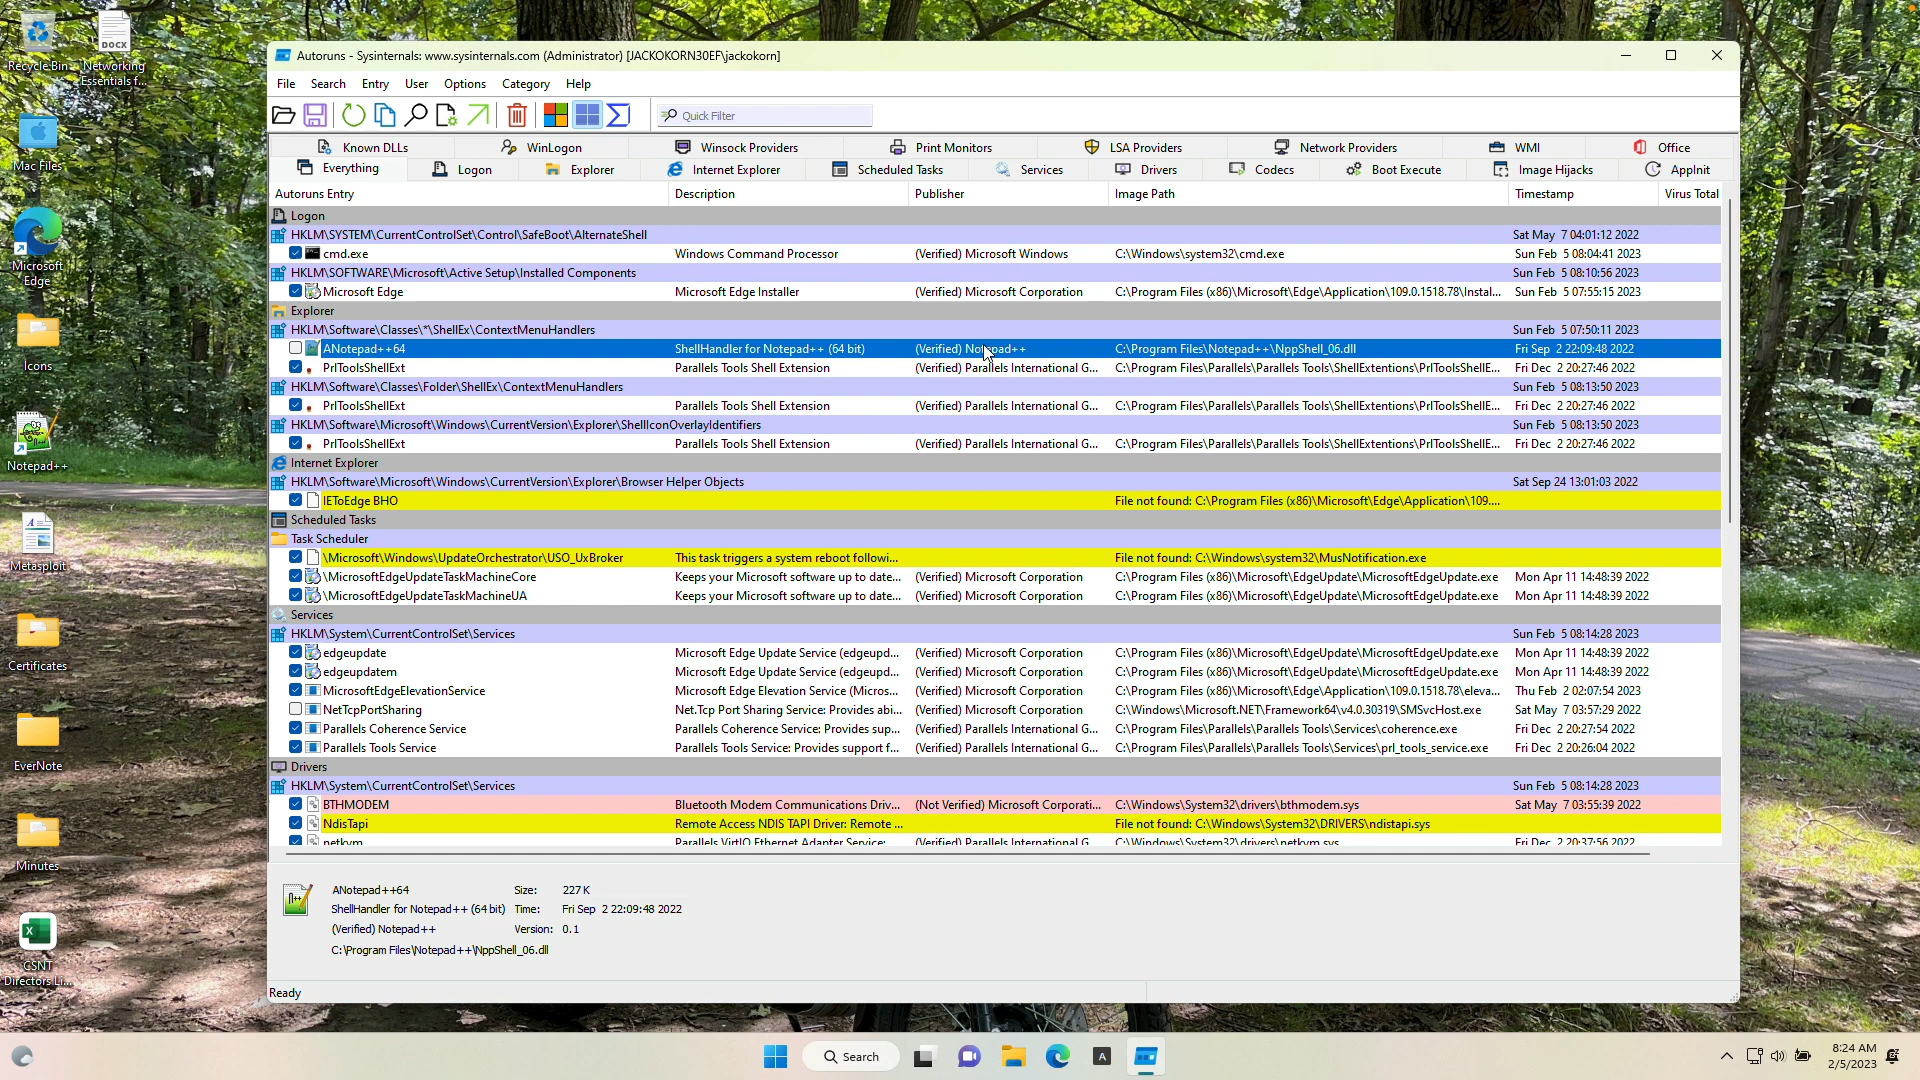 Recycle Bin
Networking
Essentials f...
Mac Files
Microsoft
Edge
Icons
Notepad++
Metasploit
Certificates
EverNote
Minutes
CSNT
Directors Li...
Autoruns - Sysinternals: www.sysinternals.com (Administrator) [JACKOKORN30EF\jackokorn]
File Search Entry User Options Category Help
Quick Filter
Known DLLs WinLogon Winsock Providers Print Monitors LSA Providers Network Providers WMI Office
Everything Logon Explorer Internet Explorer Scheduled Tasks Services Drivers Codecs Boot Execute Image Hijacks AppInit
Autoruns Entry Description Publisher Image Path Timestamp Virus Total
Logon
HKLM\SYSTEM\CurrentControlSet\Control\SafeBoot\AlternateShell Sat May 7 04:01:12 2022
cmd.exe Windows Command Processor (Verified) Microsoft Windows C:\Windows\system32\cmd.exe Sun Feb 5 08:04:41 2023
HKLM\SOFTWARE\Microsoft\Active Setup\Installed Components Sun Feb 5 08:10:56 2023
Microsoft Edge Microsoft Edge Installer (Verified) Microsoft Corporation C:\Program Files (x86)\Microsoft\Edge\Application\109.0.1518.78\Instal... Sun Feb 5 07:55:15 2023
Explorer
HKLM\Software\Classes\*\ShellEx\ContextMenuHandlers Sun Feb 5 07:50:11 2023
ANotepad++64 ShellHandler for Notepad++ (64 bit) (Verified) Notepad++ C:\Program Files\Notepad++\NppShell_06.dll Fri Sep 2 22:09:48 2022
PrlToolsShellExt Parallels Tools Shell Extension (Verified) Parallels International G... C:\Program Files\Parallels\Parallels Tools\ShellExtentions\PrlToolsShellE... Fri Dec 2 20:27:46 2022
HKLM\Software\Classes\Folder\ShellEx\ContextMenuHandlers Sun Feb 5 08:13:50 2023
PrlToolsShellExt Parallels Tools Shell Extension (Verified) Parallels International G... C:\Program Files\Parallels\Parallels Tools\ShellExtentions\PrlToolsShellE... Fri Dec 2 20:27:46 2022
HKLM\Software\Microsoft\Windows\CurrentVersion\Explorer\ShellIconOverlayIdentifiers Sun Feb 5 08:13:50 2023
PrlToolsShellExt Parallels Tools Shell Extension (Verified) Parallels International G... C:\Program Files\Parallels\Parallels Tools\ShellExtentions\PrlToolsShellE... Fri Dec 2 20:27:46 2022
Internet Explorer
HKLM\Software\Microsoft\Windows\CurrentVersion\Explorer\Browser Helper Objects Sat Sep 24 13:01:03 2022
IEToEdge BHO File not found: C:\Program Files (x86)\Microsoft\Edge\Application\109....
Scheduled Tasks
Task Scheduler
\Microsoft\Windows\UpdateOrchestrator\USO_UxBroker This task triggers a system reboot followi... File not found: C:\Windows\system32\MusNotification.exe
\MicrosoftEdgeUpdateTaskMachineCore Keeps your Microsoft software up to date... (Verified) Microsoft Corporation C:\Program Files (x86)\Microsoft\EdgeUpdate\MicrosoftEdgeUpdate.exe Mon Apr 11 14:48:39 2022
\MicrosoftEdgeUpdateTaskMachineUA Keeps your Microsoft software up to date... (Verified) Microsoft Corporation C:\Program Files (x86)\Microsoft\EdgeUpdate\MicrosoftEdgeUpdate.exe Mon Apr 11 14:48:39 2022
Services
HKLM\System\CurrentControlSet\Services Sun Feb 5 08:14:28 2023
edgeupdate Microsoft Edge Update Service (edgeupd... (Verified) Microsoft Corporation C:\Program Files (x86)\Microsoft\EdgeUpdate\MicrosoftEdgeUpdate.exe Mon Apr 11 14:48:39 2022
edgeupdatem Microsoft Edge Update Service (edgeupd... (Verified) Microsoft Corporation C:\Program Files (x86)\Microsoft\EdgeUpdate\MicrosoftEdgeUpdate.exe Mon Apr 11 14:48:39 2022
MicrosoftEdgeElevationService Microsoft Edge Elevation Service (Micros... (Verified) Microsoft Corporation C:\Program Files (x86)\Microsoft\Edge\Application\109.0.1518.78\eleva... Thu Feb 2 02:07:54 2023
NetTcpPortSharing Net.Tcp Port Sharing Service: Provides abi... (Verified) Microsoft Corporation C:\Windows\Microsoft.NET\Framework64\v4.0.30319\SMSvcHost.exe Sat May 7 03:57:29 2022
Parallels Coherence Service Parallels Coherence Service: Provides sup... (Verified) Parallels International G... C:\Program Files\Parallels\Parallels Tools\Services\coherence.exe Fri Dec 2 20:27:54 2022
Parallels Tools Service Parallels Tools Service: Provides support f... (Verified) Parallels International G... C:\Program Files\Parallels\Parallels Tools\Services\prl_tools_service.exe Fri Dec 2 20:26:04 2022
Drivers
HKLM\System\CurrentControlSet\Services Sun Feb 5 08:14:28 2023
BTHMODEM Bluetooth Modem Communications Driv... (Not Verified) Microsoft Corporati... C:\Windows\System32\drivers\bthmodem.sys Sat May 7 03:55:39 2022
NdisTapi Remote Access NDIS TAPI Driver: Remote ... File not found: C:\Windows\System32\DRIVERS\ndistapi.sys
netkvm Parallels VirtIO Ethernet Adapter Service: (Verified) Parallels International G... C:\Windows\System32\drivers\netkvm.sys Fri Dec 2 20:37:56 2022
ANotepad++64 Size: 227 K
ShellHandler for Notepad++ (64 bit) Time: Fri Sep 2 22:09:48 2022
(Verified) Notepad++ Version: 0.1
C:\Program Files\Notepad++\NppShell_06.dll
Ready
Search
8:24 AM
2/5/2023